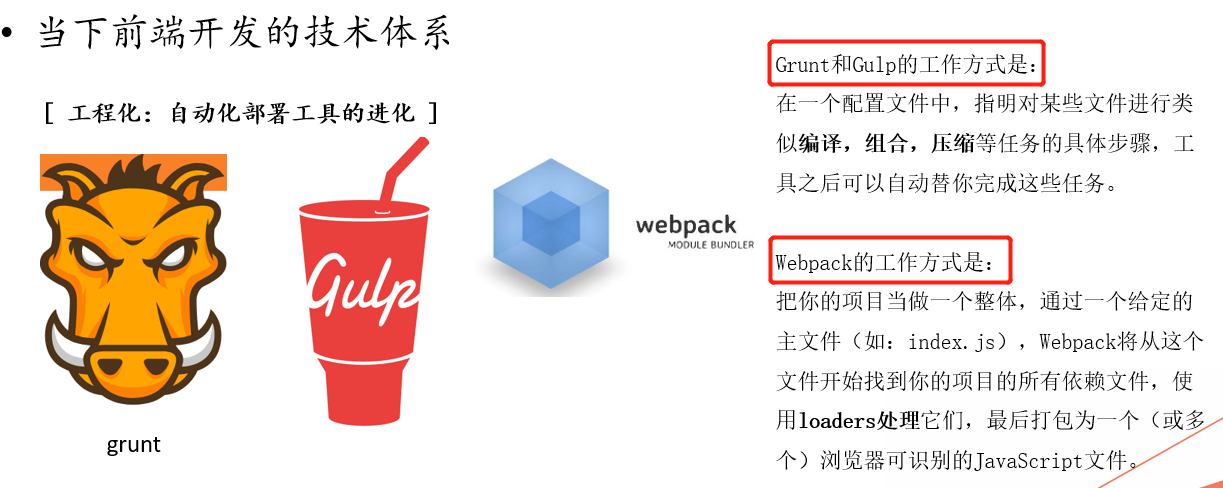 • 当下前端开发的技术体系
[ 工程化：自动化部署工具的进化 ]
grunt
Gulp
webpack
MODULE BUNDLER
Grunt和Gulp的工作方式是：
在一个配置文件中，指明对某些文件进行类
似编译，组合，压缩等任务的具体步骤，工
具之后可以自动替你完成这些任务。
Webpack的工作方式是：
把你的项目当做一个整体，通过一个给定的
主文件（如：index.js），Webpack将从这个
文件开始找到你的项目的所有依赖文件，使
用loaders处理它们，最后打包为一个（或多
个）浏览器可识别的JavaScript文件。